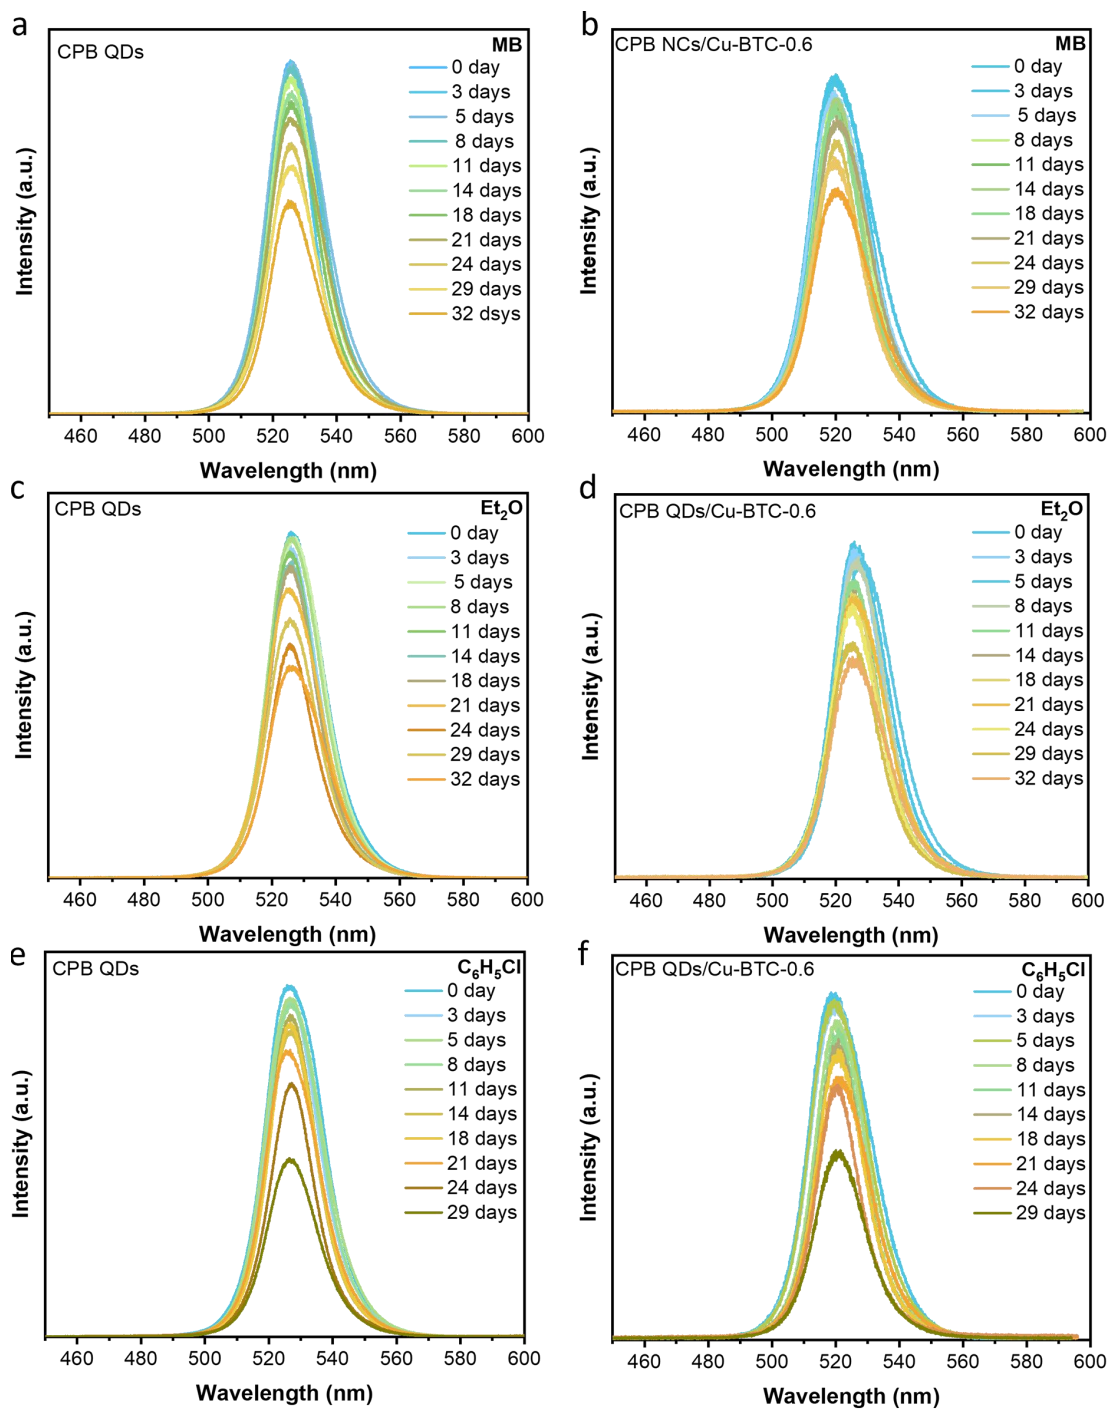 a
CPB QDs
MB
0 day
3 days
5 days
8 days
11 days
14 days
18 days
21 days
24 days
29 days
32 dsys
Intensity (a.u.)
460 480 500 520 540 560 580 600
Wavelength (nm)
b
CPB NCs/Cu-BTC-0.6
MB
0 day
3 days
5 days
8 days
11 days
14 days
18 days
21 days
24 days
29 days
32 days
Intensity (a.u.)
460 480 500 520 540 560 580 600
Wavelength (nm)
c
CPB QDs
Et₂O
0 day
3 days
5 days
8 days
11 days
14 days
18 days
21 days
24 days
29 days
32 days
Intensity (a.u.)
460 480 500 520 540 560 580 600
Wavelength (nm)
d
CPB QDs/Cu-BTC-0.6
Et₂O
0 day
3 days
5 days
8 days
11 days
14 days
18 days
21 days
24 days
29 days
32 days
Intensity (a.u.)
460 480 500 520 540 560 580 600
Wavelength (nm)
e
CPB QDs
C₆H₅Cl
0 day
3 days
5 days
8 days
11 days
14 days
18 days
21 days
24 days
29 days
Intensity (a.u.)
460 480 500 520 540 560 580 600
Wavelength (nm)
f
CPB QDs/Cu-BTC-0.6
C₆H₅Cl
0 day
3 days
5 days
8 days
11 days
14 days
18 days
21 days
24 days
29 days
Intensity (a.u.)
460 480 500 520 540 560 580 600
Wavelength (nm)